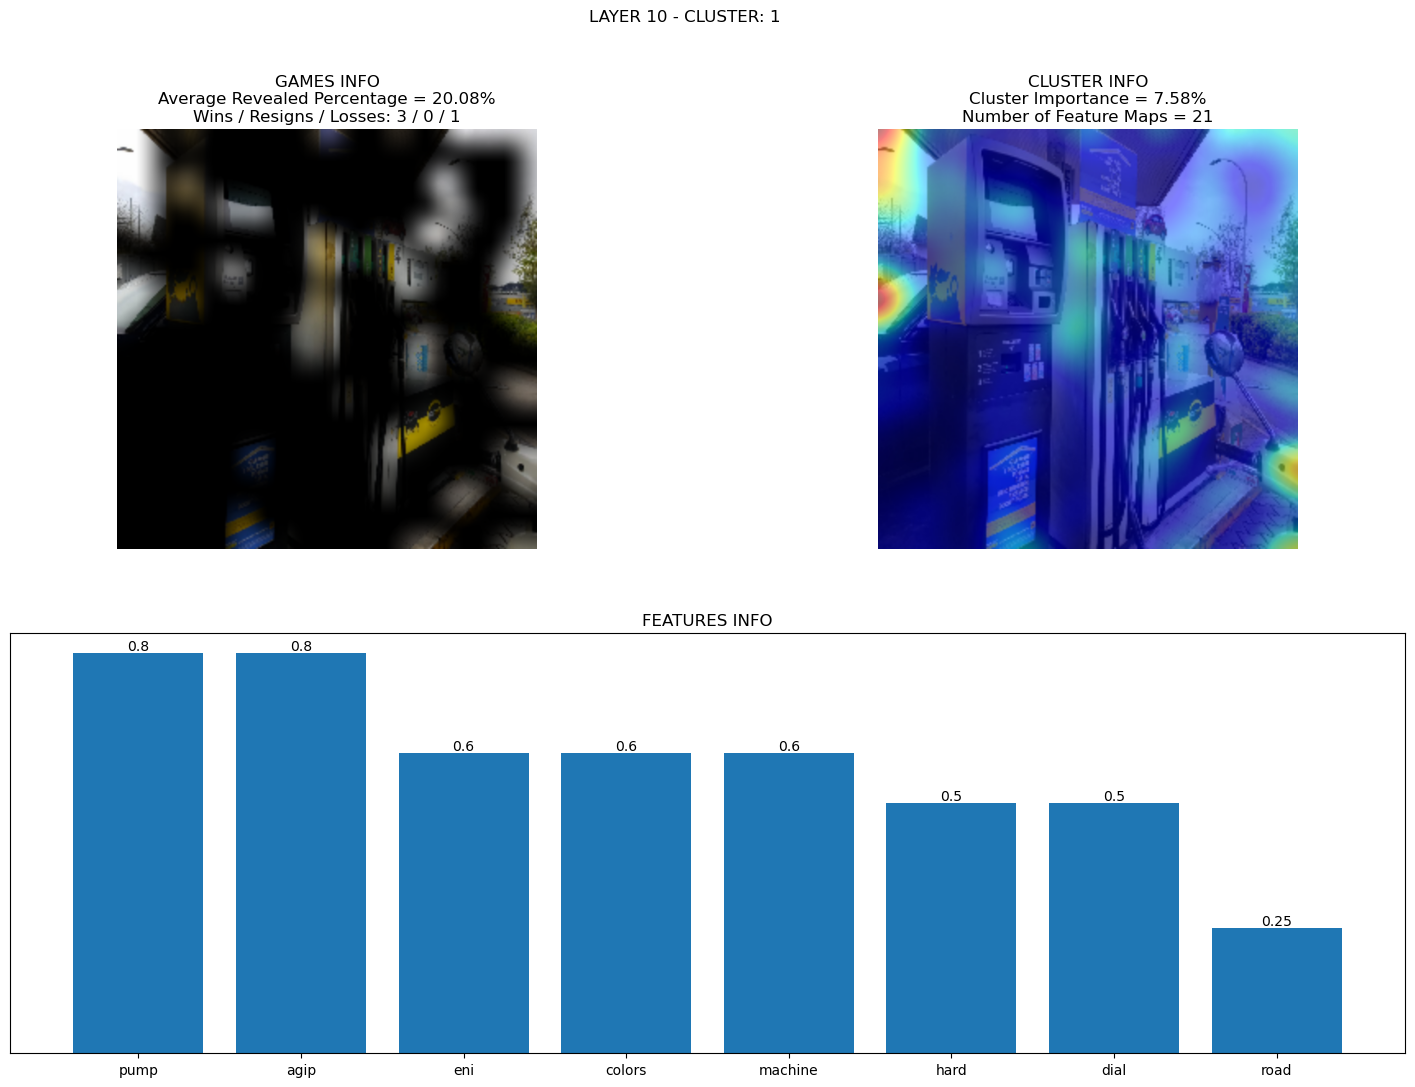 LAYER 10 - CLUSTER: 1
GAMES INFO
Average Revealed Percentage = 20.08%
Wins / Resigns / Losses: 3 / 0 / 1
CLUSTER INFO
Cluster Importance = 7.58%
Number of Feature Maps = 21
FEATURES INFO
0.8
0.8
0.6
0.6
0.6
0.5
0.5
0.25
pump
agip
eni
colors
machine
hard
dial
road